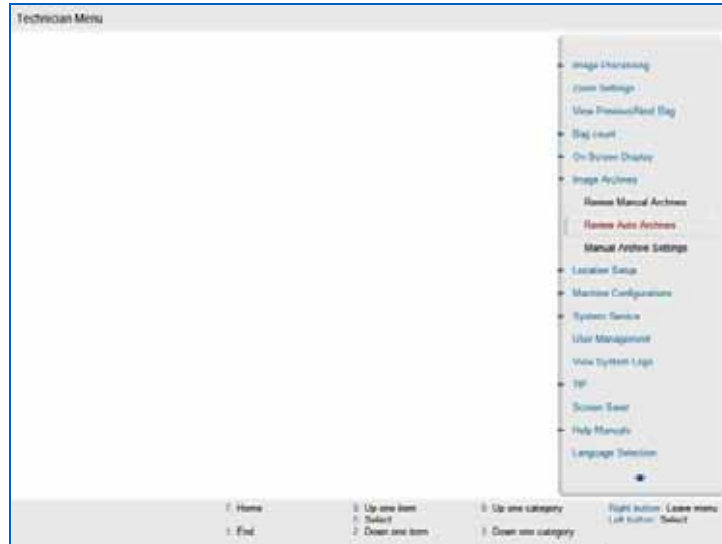 Technician Menu
Image Processing
Zoom Settings
View Previous/Next Bag
Bag count
On Screen Display
Image Archives
Review Manual Archives
Review Auto Archives
Manual Archive Settings
Location Setup
Machine Configurations
System Service
User Management
View System Logs
TIP
Screen Saver
Help Manuals
Language Selection
7 Home
8 Up one item
9 Up one category
Right button Leave menu
5 Select
Left button Select
1 End
2 Down one item
3 Down one category